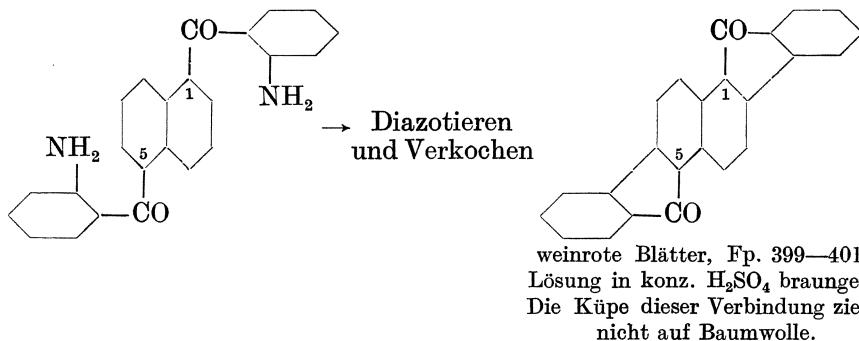 CO
1
NH₂
NH₂
5
CO
→ Diazotieren
und Verkochen
CO
1
5
CO
weinrote Blätter, Fp. 399—401
Lösung in konz. H₂SO₄ braunge
Die Küpe dieser Verbindung zie
nicht auf Baumwolle.